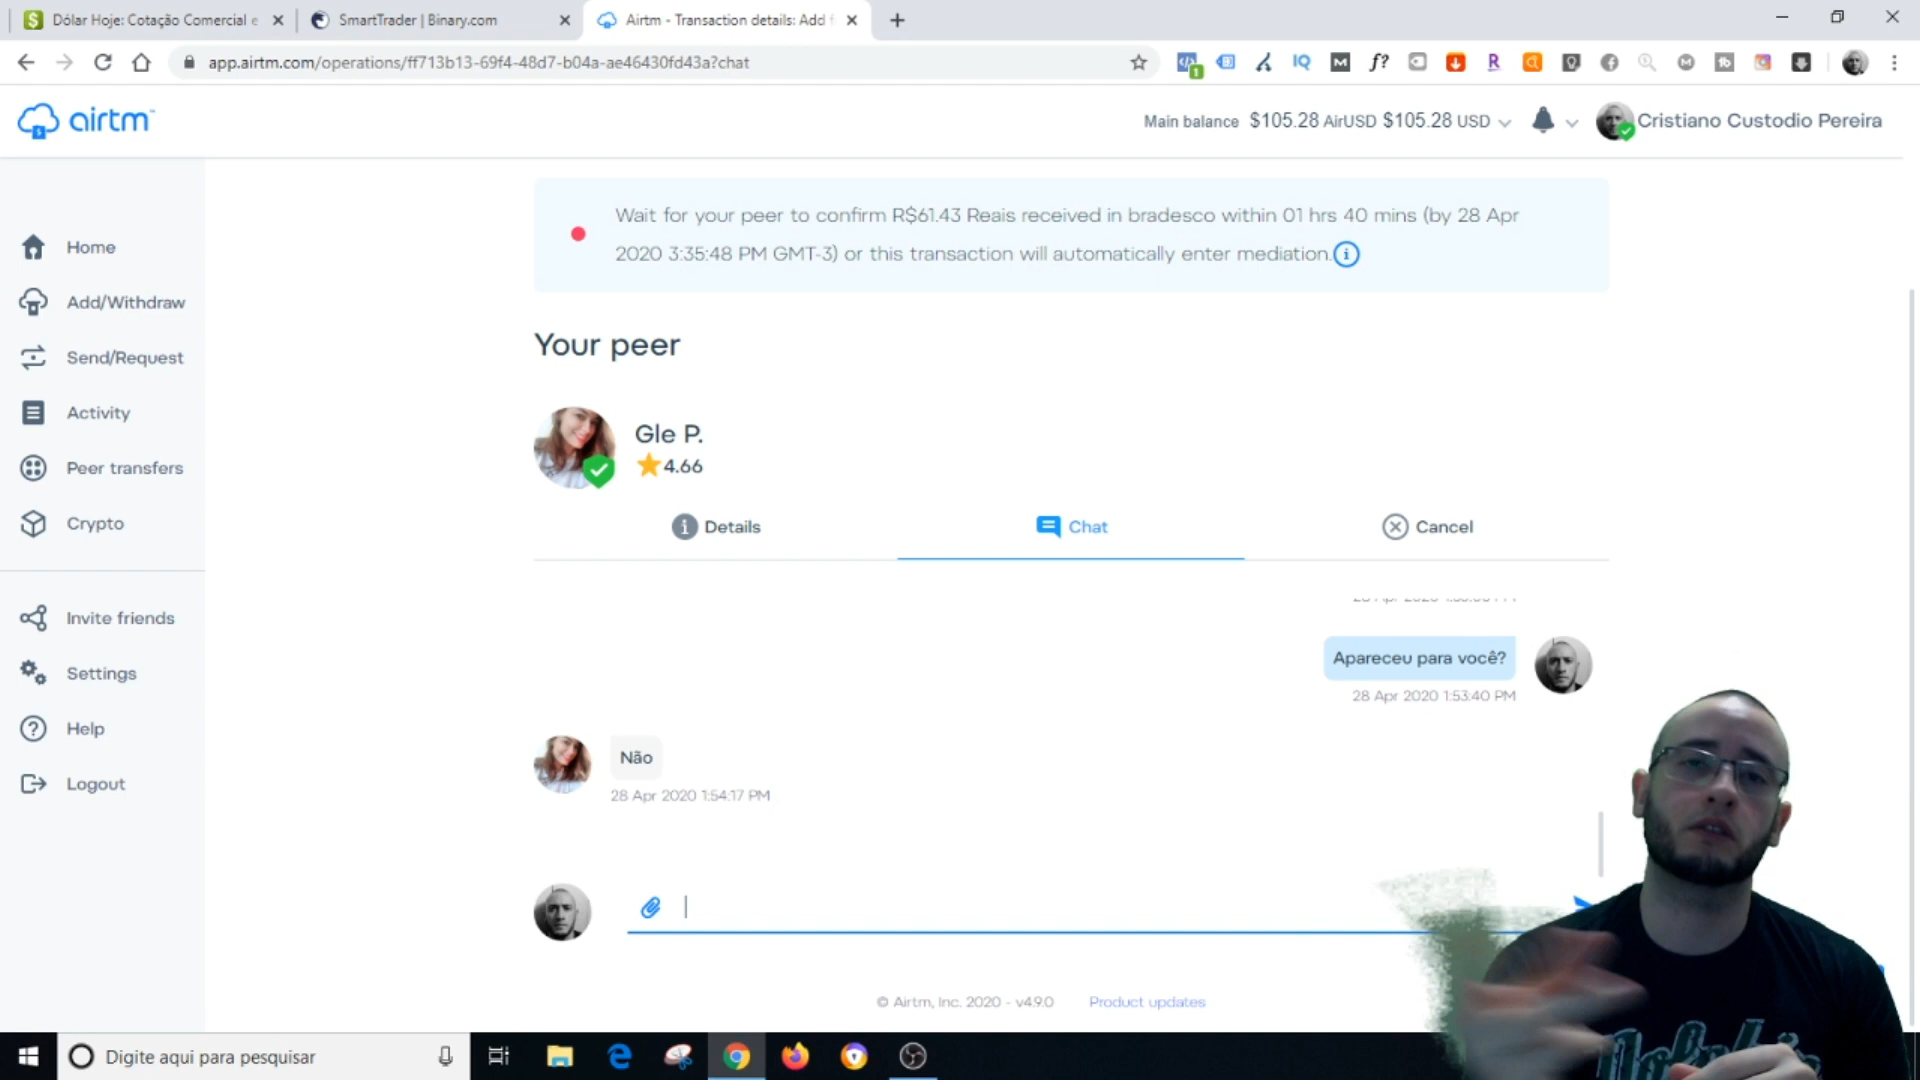 Dólar Hoje: Cotação Comercial e
SmartTrader | Binary.com
Airtm - Transaction details: Add f
app.airtm.com/operations/ff713b13-69f4-48d7-b04a-ae46430fd43a?chat
airtm
Main balance $105.28 AirUSD $105.28 USD
Cristiano Custodio Pereira
Home
Add/Withdraw
Send/Request
Activity
Peer transfers
Crypto
Invite friends
Settings
Help
Logout
Wait for your peer to confirm R$61.43 Reais received in bradesco within 01 hrs 40 mins (by 28 Apr
2020 3:35:48 PM GMT-3) or this transaction will automatically enter mediation.
Your peer
Gle P.
4.66
Details
Chat
Cancel
Apareceu para você?
28 Apr 2020 1:53:40 PM
Não
28 Apr 2020 1:54:17 PM
© Airtm, Inc. 2020 - v4.9.0 Product updates
Digite aqui para pesquisar